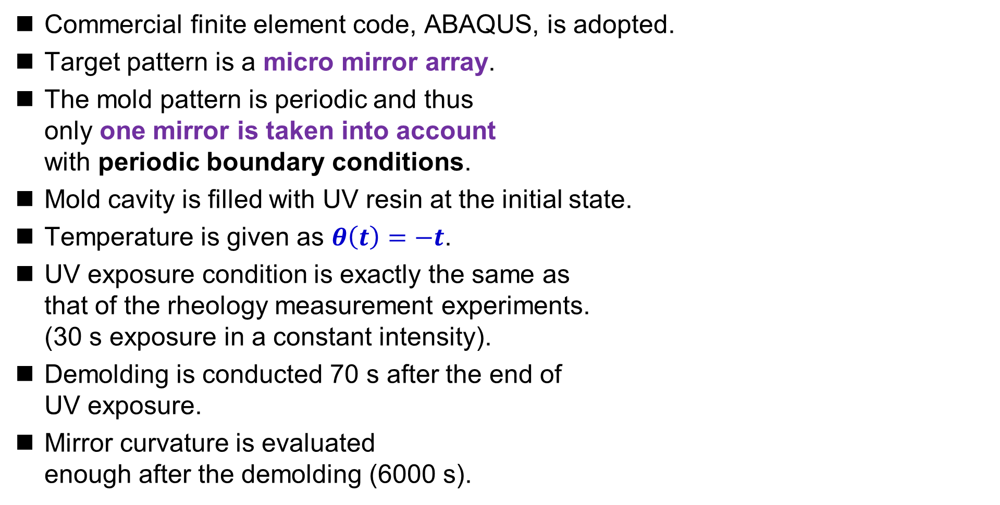 ■ Commercial finite element code, ABAQUS, is adopted.
■ Target pattern is a micro mirror array.
■ The mold pattern is periodic and thus
only one mirror is taken into account
with periodic boundary conditions.
■ Mold cavity is filled with UV resin at the initial state.
■ Temperature is given as θ(t) = −t.
■ UV exposure condition is exactly the same as
that of the rheology measurement experiments.
(30 s exposure in a constant intensity).
■ Demolding is conducted 70 s after the end of
UV exposure.
■ Mirror curvature is evaluated
enough after the demolding (6000 s).